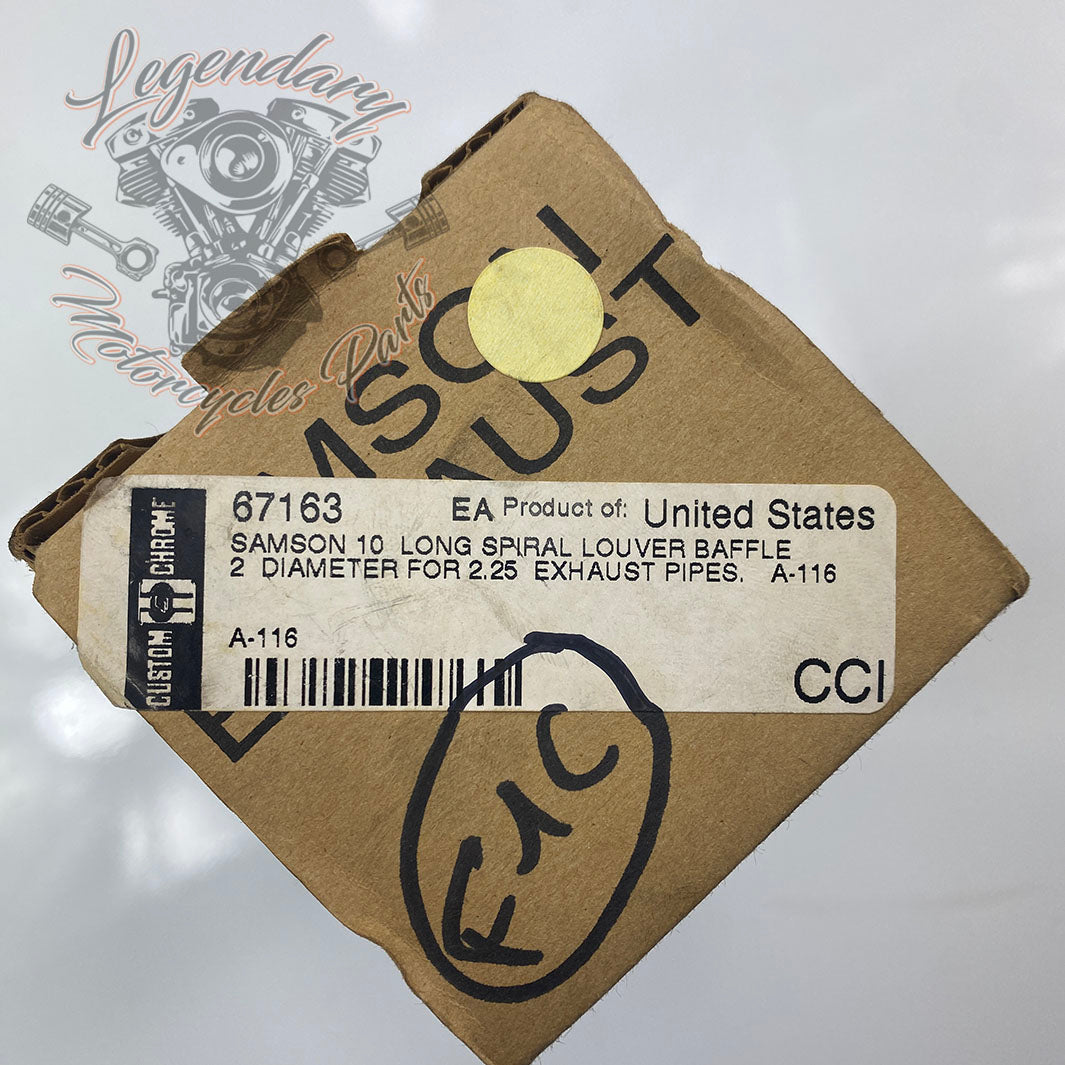 Legendary
Motorcycles Parts
MSON
AUST
E
67163 EA Product of: United States
SAMSON 10 LONG SPIRAL LOUVER BAFFLE
2 DIAMETER FOR 2.25 EXHAUST PIPES. A-116
CUSTOM CHROME
A-116
CCI